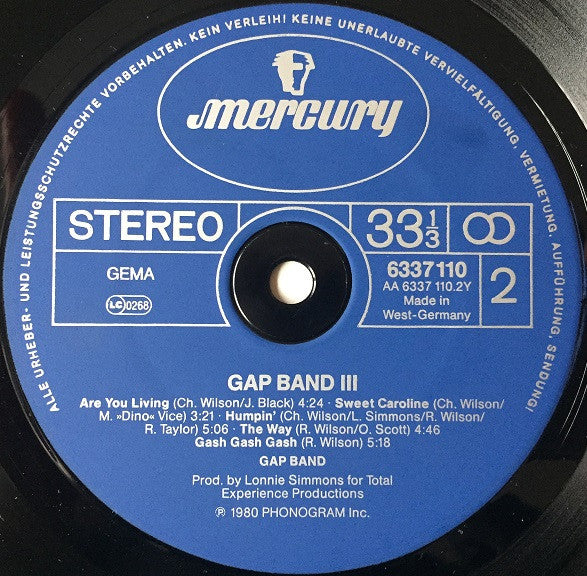 ALLE URHEBER- UND LEISTUNGSSCHUTZRECHTE VORBEHALTEN. KEIN VERLEIH! KEINE UNERLAUBTE VERVIELFÄLTIGUNG, VERMIETUNG, AUFFÜHRUNG, SENDUNG!
mercury
STEREO
33 1/3
GEMA
LC 0268
6337110
AA 6337 110.2Y
Made in
West-Germany
2
GAP BAND III
Are You Living (Ch. Wilson/J. Black) 4:24 · Sweet Caroline (Ch. Wilson/
M. »Dino« Vice) 3:21 · Humpin' (Ch. Wilson/L. Simmons/R. Wilson/
R. Taylor) 5:06 · The Way (R. Wilson/O. Scott) 4:46
Gash Gash Gash (R. Wilson) 5:18
GAP BAND
Prod. by Lonnie Simmons for Total
Experience Productions
℗ 1980 PHONOGRAM Inc.